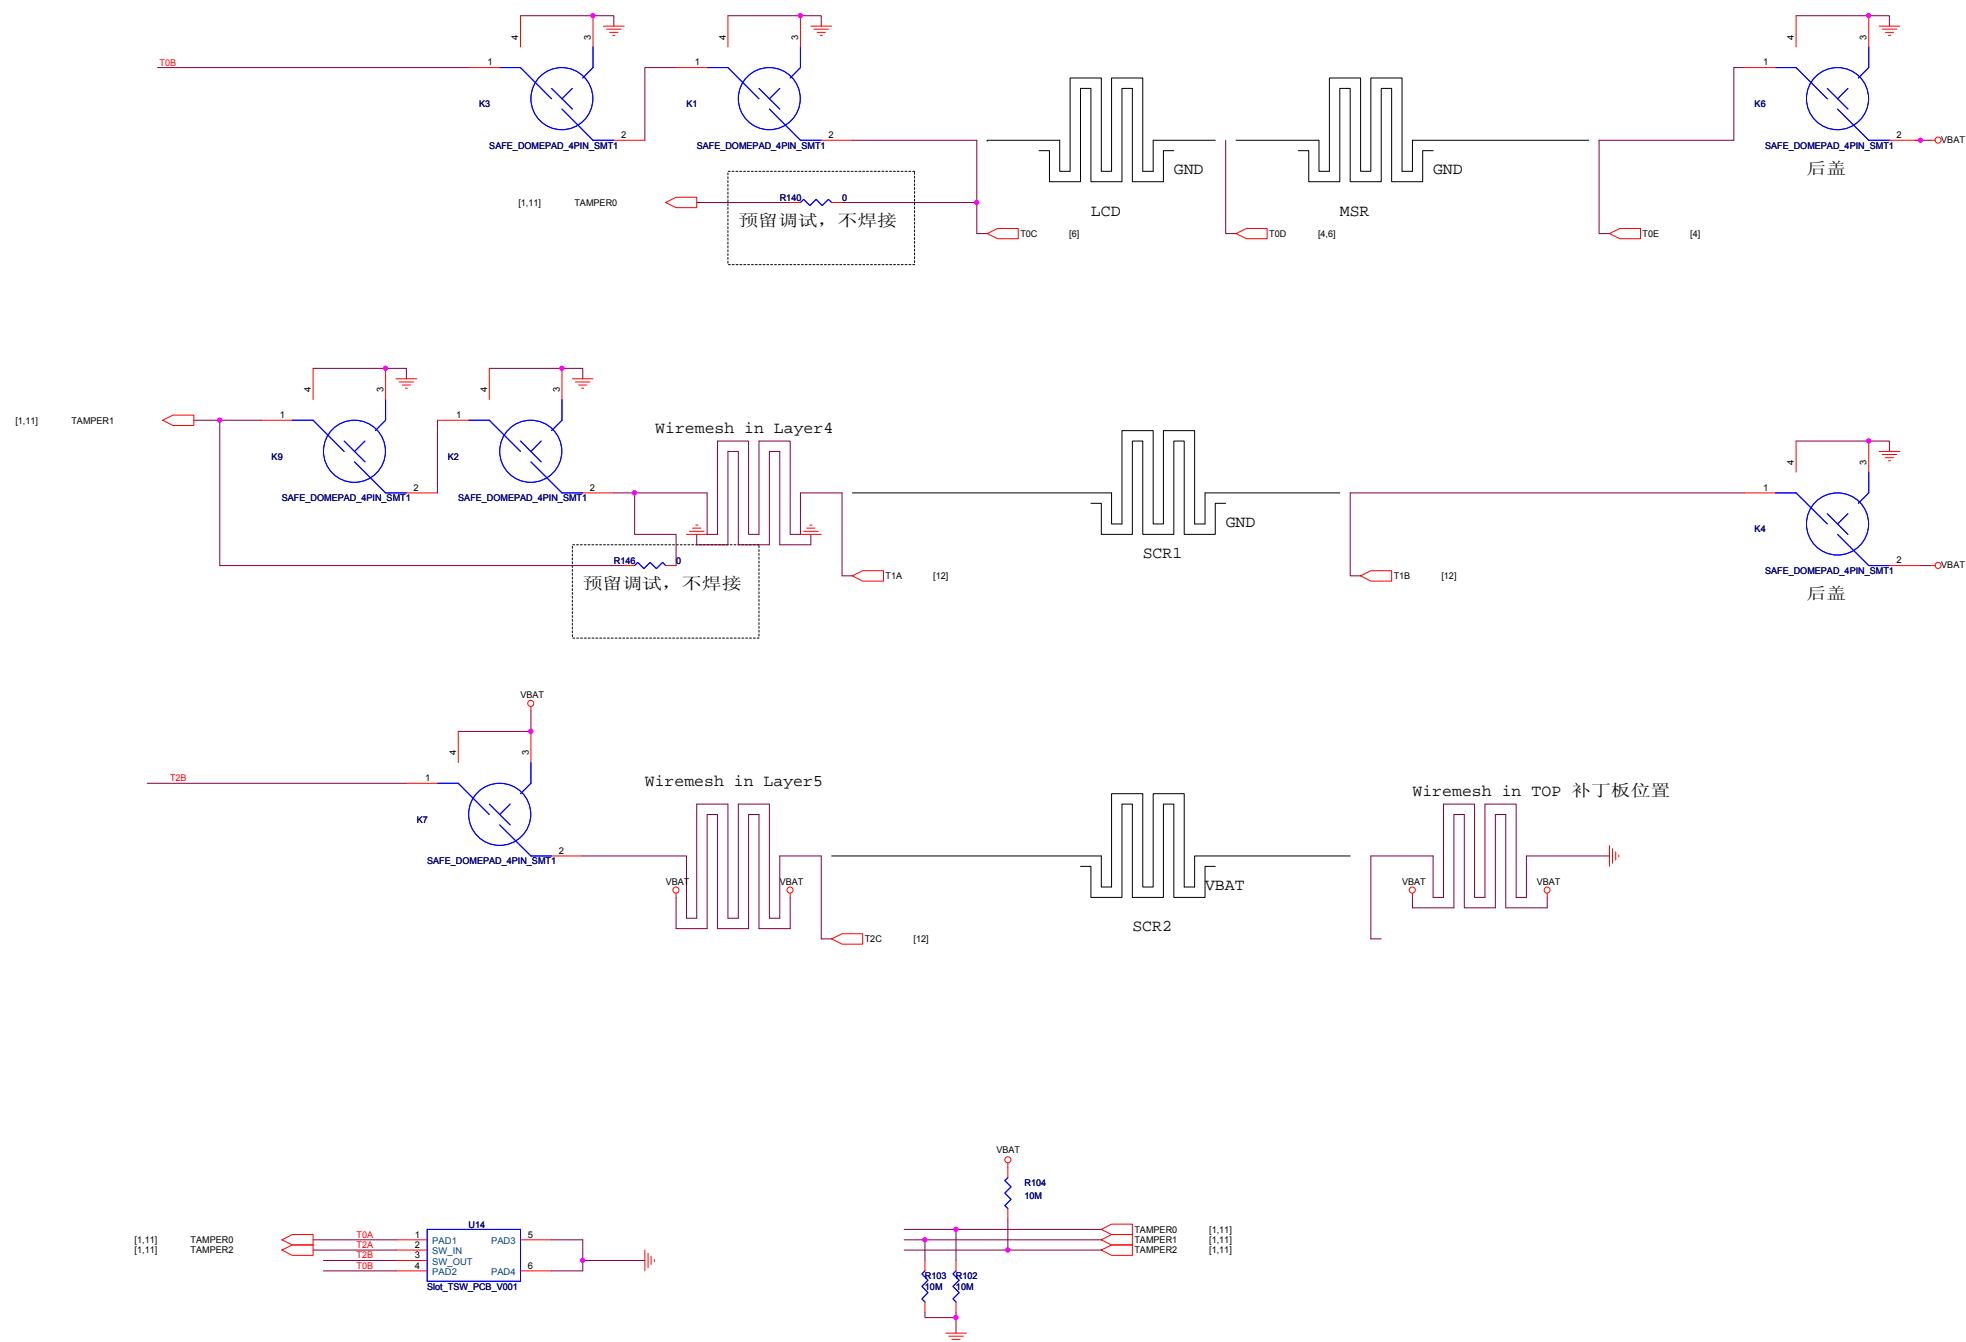 4 3 4 3 4 3
T0B 1 1 1
K3 K1 K6
2 2 2 VBAT
SAFE_DOMEPAD_4PIN_SMT1 SAFE_DOMEPAD_4PIN_SMT1 SAFE_DOMEPAD_4PIN_SMT1
GND GND 后盖
[1,11] TAMPER0 R140 0
LCD MSR
预留调试，不焊接
T0C [6] T0D [4,6] T0E [4]
4 3 4 3
[1,11] TAMPER1 1 1
Wiremesh in Layer4
4 3
K9 K2
2 2 1
SAFE_DOMEPAD_4PIN_SMT1 SAFE_DOMEPAD_4PIN_SMT1
GND K4
SCR1
R146 0 2 VBAT
SAFE_DOMEPAD_4PIN_SMT1
T1A [12] T1B [12]
预留调试，不焊接 后盖
VBAT
4 3
T2B 1 Wiremesh in Layer5
Wiremesh in TOP 补丁板位置
K7
2
SAFE_DOMEPAD_4PIN_SMT1
VBAT VBAT VBAT VBAT VBAT
SCR2
T2C [12]
VBAT
R104
10M
U14
[1,11] TAMPER0 T0A 1 PAD1 PAD3 5
[1,11] TAMPER2 T2A 2 SW_IN
T2B 3 SW_OUT
T0B 4 PAD2 PAD4 6
Slot_TSW_PCB_V001
TAMPER0 [1,11]
TAMPER1 [1,11]
TAMPER2 [1,11]
R103 R102
10M 10M